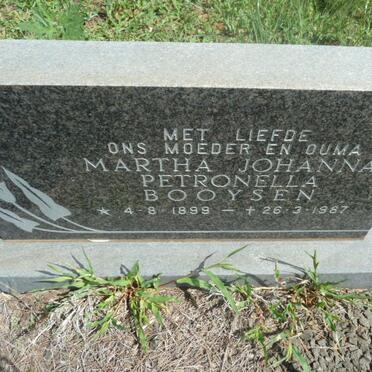 MET LIEFDE
ONS MOEDER EN OUMA
MARTHA JOHANNA
PETRONELLA
BOOYSEN
* 4-8-1899 – + 26-3-1987